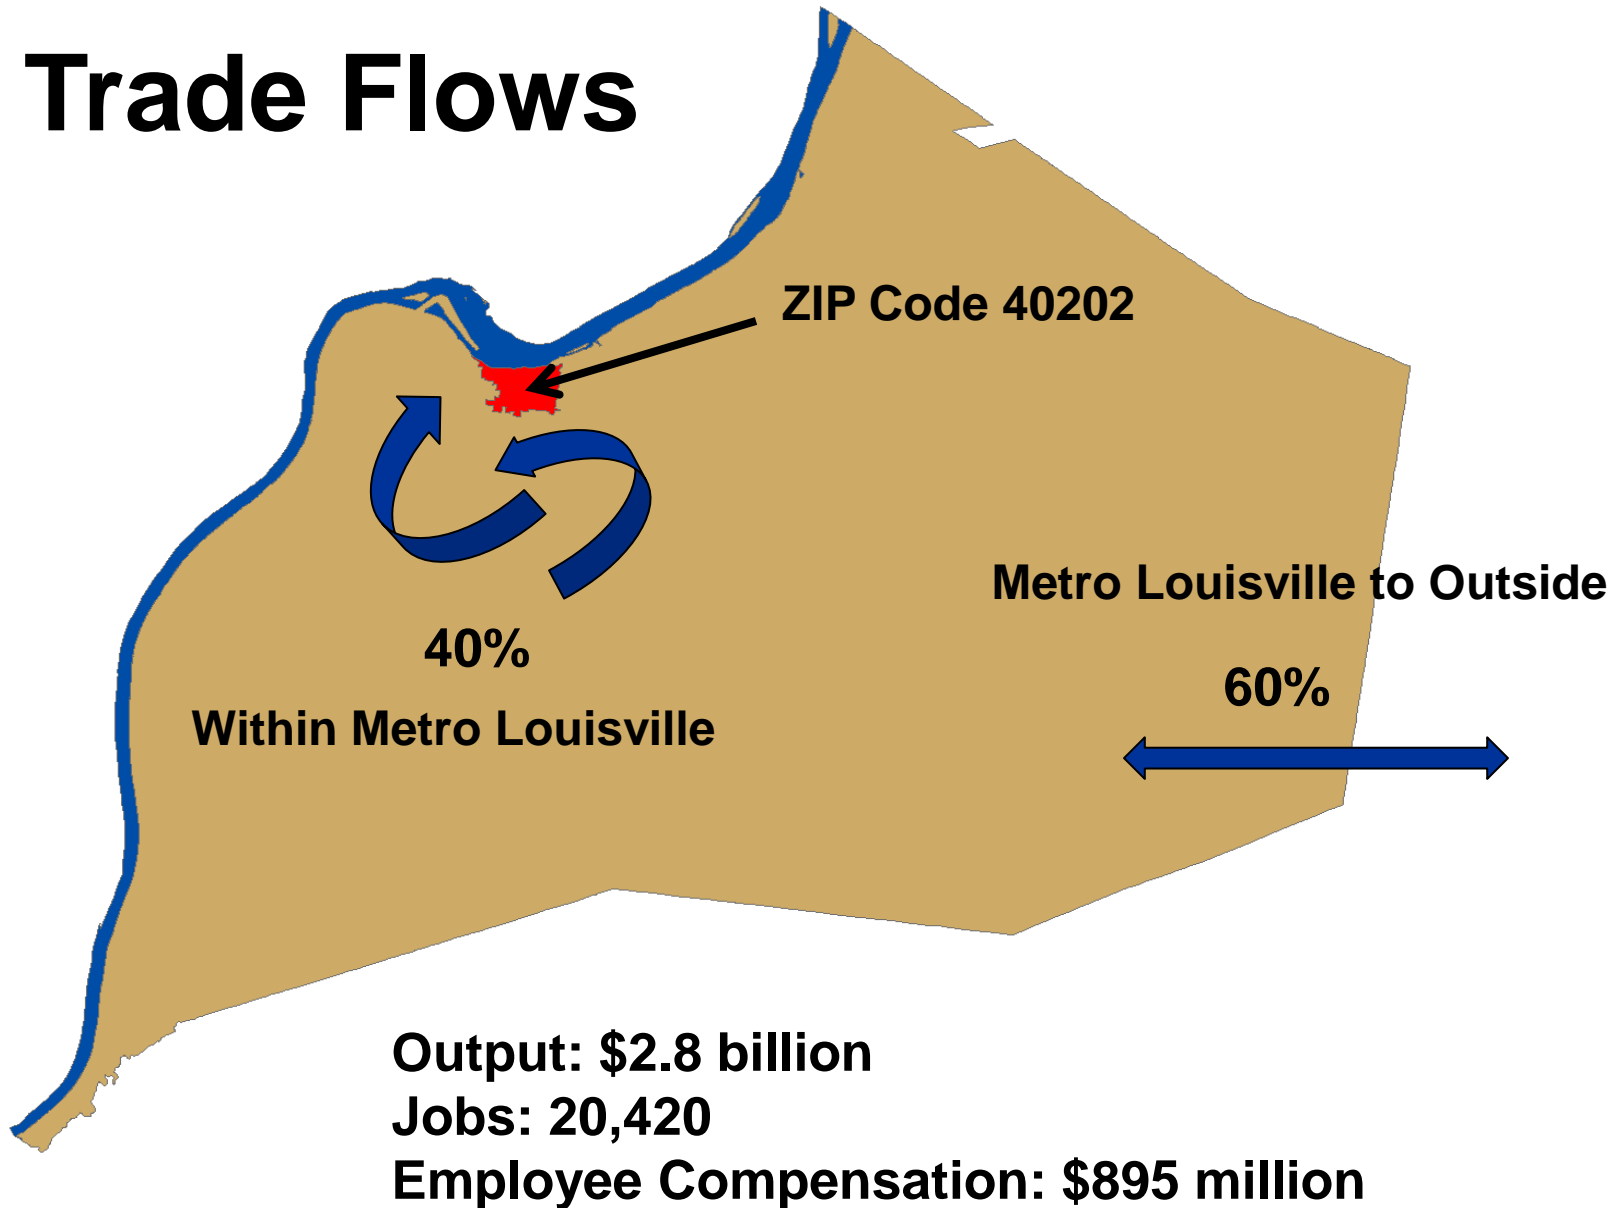 Trade Flows
ZIP Code 40202
Metro Louisville to Outside
40%
60%
Within Metro Louisville
Output: $2.8 billion
Jobs: 20,420
Employee Compensation: $895 million